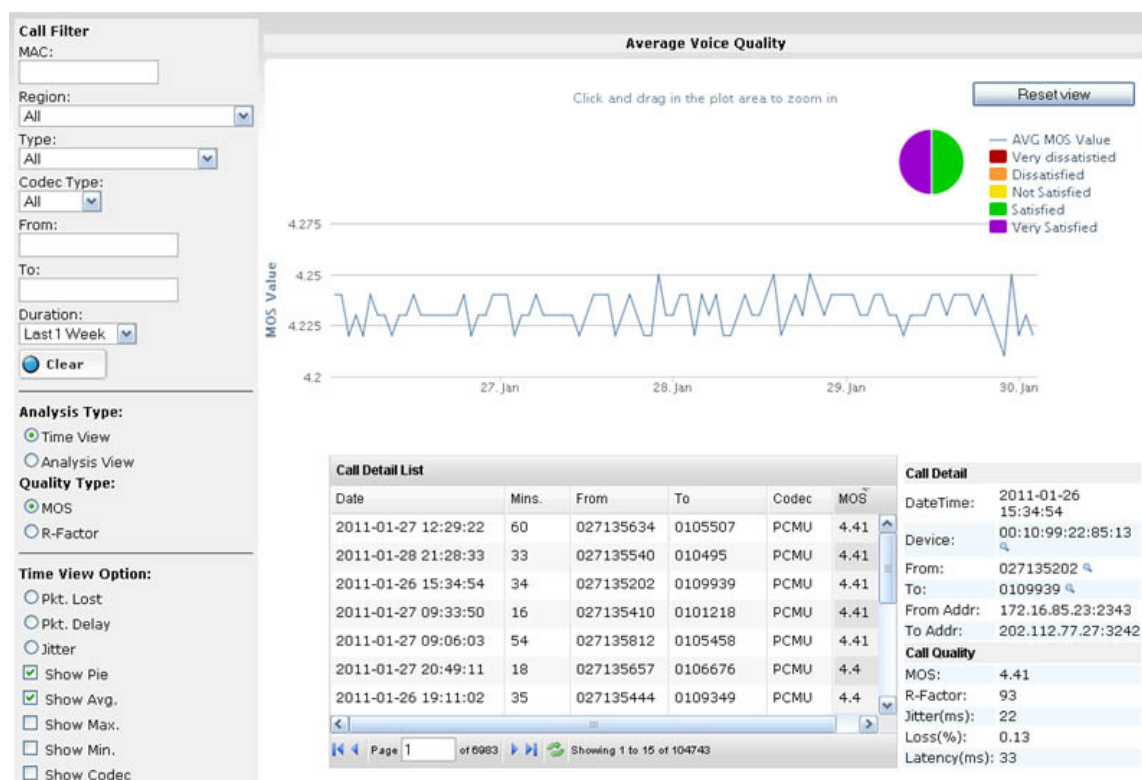 Call Filter
MAC:
Region:
All
Type:
All
Codec Type:
All
From:
To:
Duration:
Last 1 Week
Clear
Analysis Type:
Time View
Analysis View
Quality Type:
MOS
R-Factor
Time View Option:
Pkt. Lost
Pkt. Delay
Jitter
Show Pie
Show Avg.
Show Max.
Show Min.
Show Codec
Average Voice Quality
Click and drag in the plot area to zoom in
Reset view
AVG MOS Value
Very dissatistied
Dissatisfied
Not Satisfied
Satisfied
Very Satisfied
MOS Value
4.275
4.25
4.225
4.2
27. Jan
28. Jan
29. Jan
30. Jan
Call Detail List
Date Mins. From To Codec MOS
2011-01-27 12:29:22 60 027135634 0105507 PCMU 4.41
2011-01-28 21:28:33 33 027135540 010495 PCMU 4.41
2011-01-26 15:34:54 34 027135202 0109939 PCMU 4.41
2011-01-27 09:33:50 16 027135410 0101218 PCMU 4.41
2011-01-27 09:06:03 54 027135812 0105458 PCMU 4.41
2011-01-27 20:49:11 18 027135657 0106676 PCMU 4.4
2011-01-26 19:11:02 35 027135444 0109349 PCMU 4.4
Page 1 of 6983 Showing 1 to 15 of 104743
Call Detail
DateTime: 2011-01-26
15:34:54
Device: 00:10:99:22:85:13
From: 027135202
To: 0109939
From Addr: 172.16.85.23:2343
To Addr: 202.112.77.27:3242
Call Quality
MOS: 4.41
R-Factor: 93
Jitter(ms): 22
Loss(%): 0.13
Latency(ms): 33